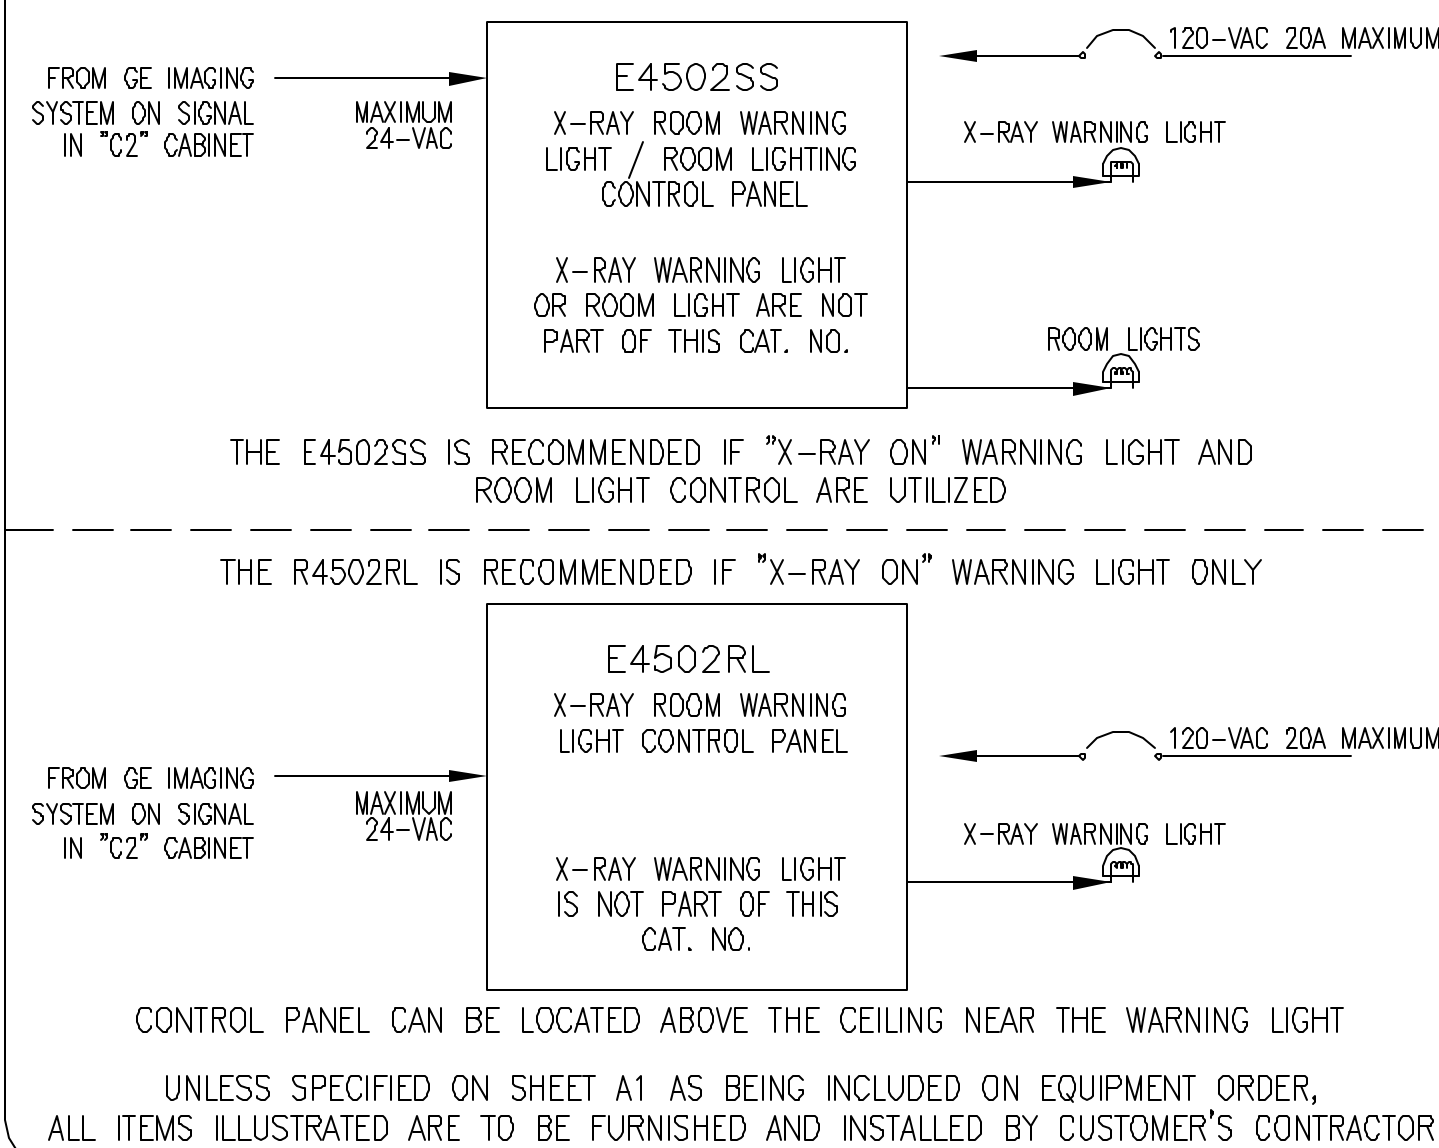 120-VAC 20A MAXIMUM
FROM GE IMAGING
SYSTEM ON SIGNAL
IN "C2" CABINET
MAXIMUM
24-VAC
E4502SS
X-RAY ROOM WARNING
LIGHT / ROOM LIGHTING
CONTROL PANEL
X-RAY WARNING LIGHT
OR ROOM LIGHT ARE NOT
PART OF THIS CAT. NO.
X-RAY WARNING LIGHT
ROOM LIGHTS
THE E4502SS IS RECOMMENDED IF "X-RAY ON" WARNING LIGHT AND
ROOM LIGHT CONTROL ARE UTILIZED
THE R4502RL IS RECOMMENDED IF "X-RAY ON" WARNING LIGHT ONLY
E4502RL
X-RAY ROOM WARNING
LIGHT CONTROL PANEL
X-RAY WARNING LIGHT
IS NOT PART OF THIS
CAT. NO.
FROM GE IMAGING
SYSTEM ON SIGNAL
IN "C2" CABINET
MAXIMUM
24-VAC
120-VAC 20A MAXIMUM
X-RAY WARNING LIGHT
CONTROL PANEL CAN BE LOCATED ABOVE THE CEILING NEAR THE WARNING LIGHT
UNLESS SPECIFIED ON SHEET A1 AS BEING INCLUDED ON EQUIPMENT ORDER,
ALL ITEMS ILLUSTRATED ARE TO BE FURNISHED AND INSTALLED BY CUSTOMER'S CONTRACTOR